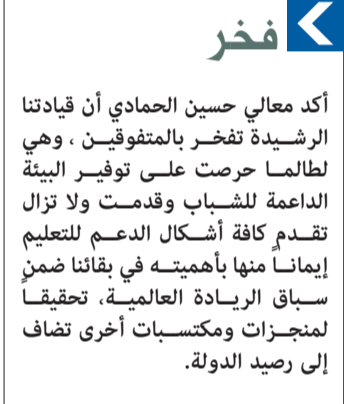 فخر
أكد معالي حسين الحمادي أن قيادتنا
الرشيدة تفخر بالمتفوقين ، وهي
لطالما حرصت على توفير البيئة
الداعمة للشباب وقدمت ولا تزال
تقدم كافة أشكال الدعم للتعليم
إيماناً منها بأهميته في بقائنا ضمن
سباق الريادة العالمية، تحقيقاً
لمنجزات ومكتسبات أخرى تضاف
إلى رصيد الدولة.